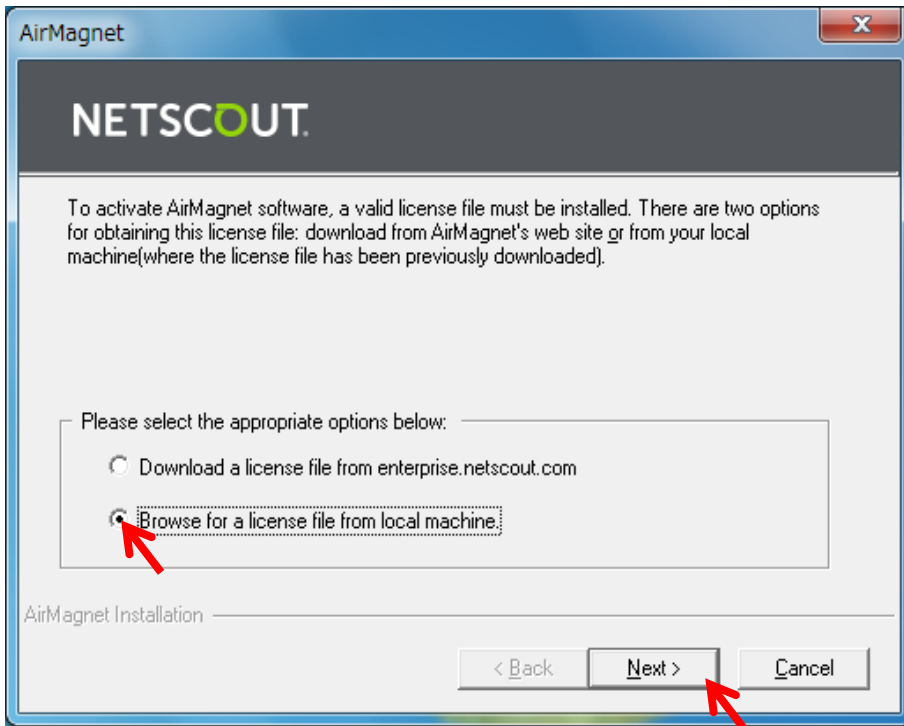 AirMagnet
NETSCOUT.
To activate AirMagnet software, a valid license file must be installed. There are two options
for obtaining this license file: download from AirMagnet's web site or from your local
machine(where the license file has been previously downloaded).
Please select the appropriate options below:
Download a license file from enterprise.netscout.com
Browse for a license file from local machine.
AirMagnet Installation
< Back Next > Cancel